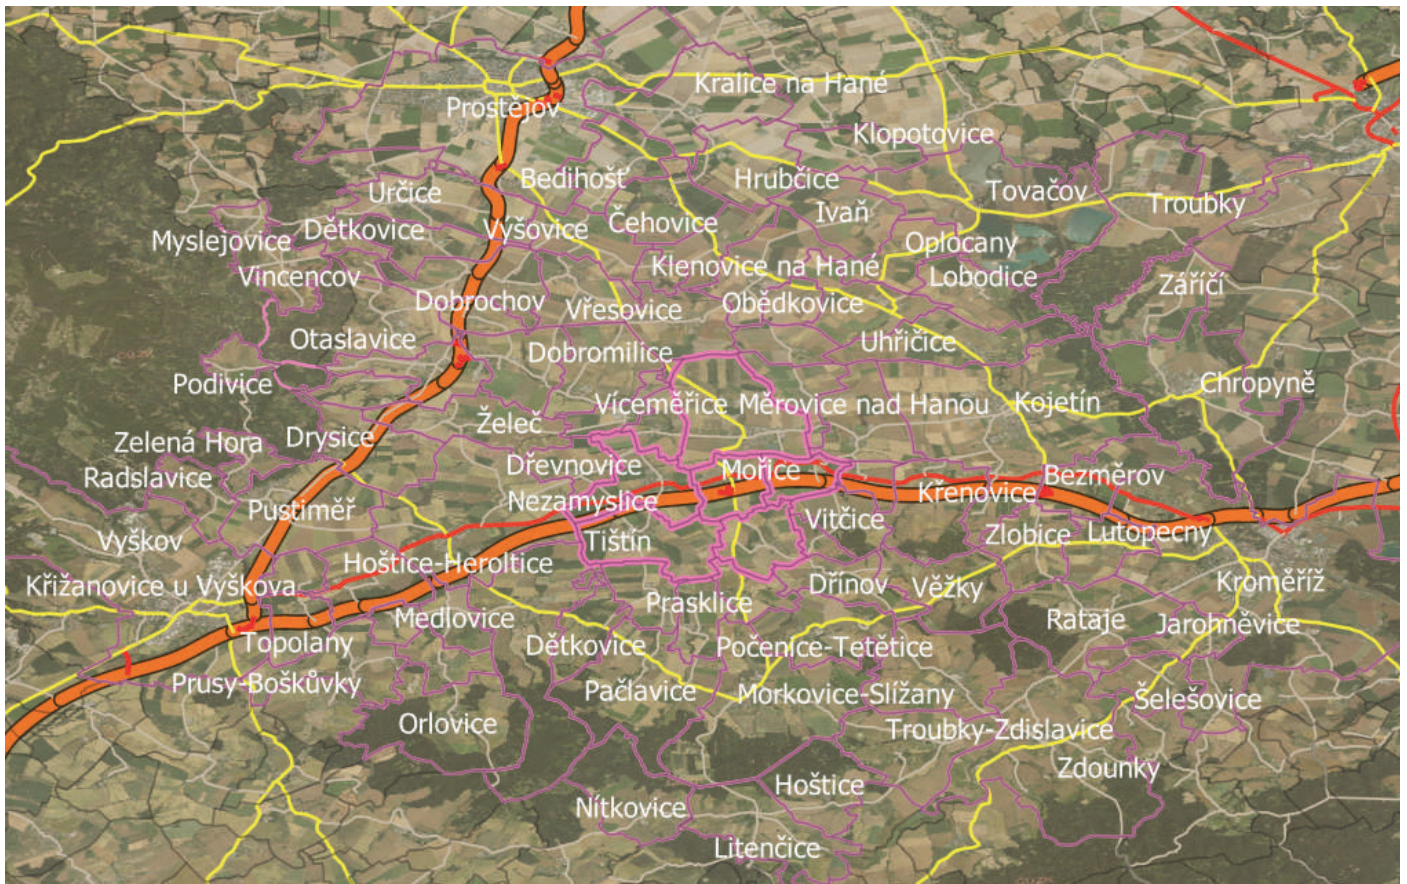 Kralice na Hané
Prostějov
Klopotovice
Bedihošť
Hrubčice
Určice
Tovačov
Troubky
Ivaň
Čehovice
Dětkovice
Výšovice
Myslejovice
Oplocany
Klenovice na Hané
Vincencov
Lobodice
Záříčí
Dobrochov
Obědkovice
Vřesovice
Otaslavice
Uhřičice
Dobromilice
Podivice
Chropyně
Víceměřice
Měrovice nad Hanou
Kojetín
Želeč
Drysice
Zelená Hora
Dřevnovice
Mořice
Radslavice
Bezměrov
Křenovice
Nezamyslice
Pustiměř
Vitčice
Zlobice
Lutopecny
Vyškov
Tištín
Hoštice-Heroltice
Křižanovice u Vyškova
Dřínov
Věžky
Kroměříž
Prasklice
Medlovice
Rataje
Jarohněvice
Topolany
Dětkovice
Počenice-Tetětice
Prusy-Boškůvky
Pačlavice
Morkovice-Slížany
Šelešovice
Orlovice
Troubky-Zdislavice
Zdounky
Hoštice
Nítkovice
Litenčice